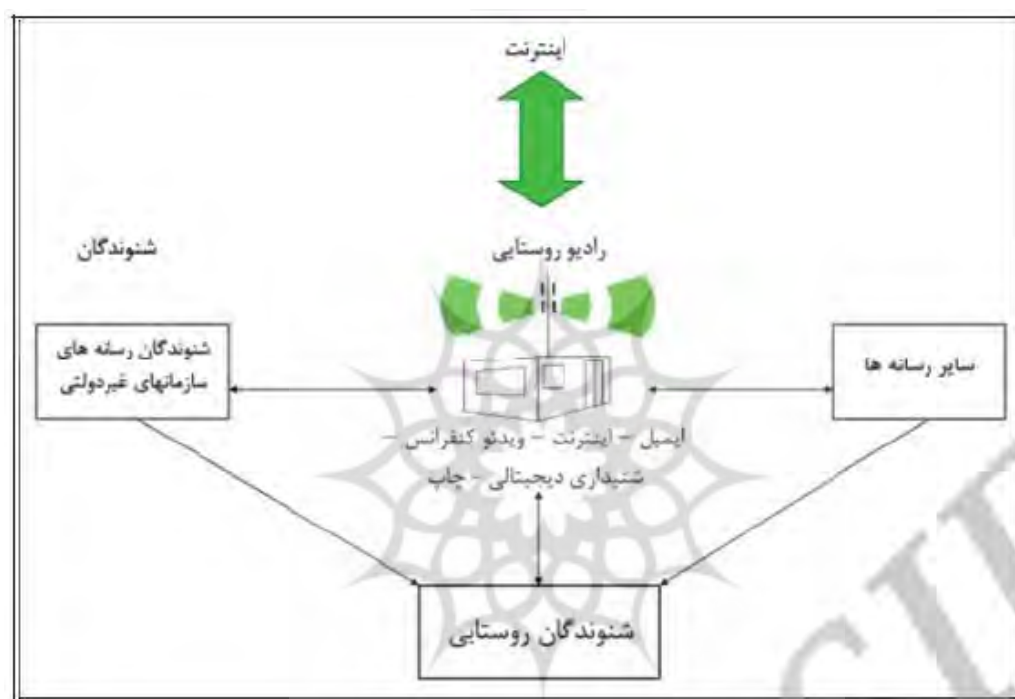 اینترنت
رادیو روستایی
شنوندگان
سایر رسانه ها
شنوندگان رسانه های
سازمانهای غیردولتی
ایمیل – اینترنت – ویدئو کنفرانس –
شنیداری دیجیتالی – چاپ
شنوندگان روستایی